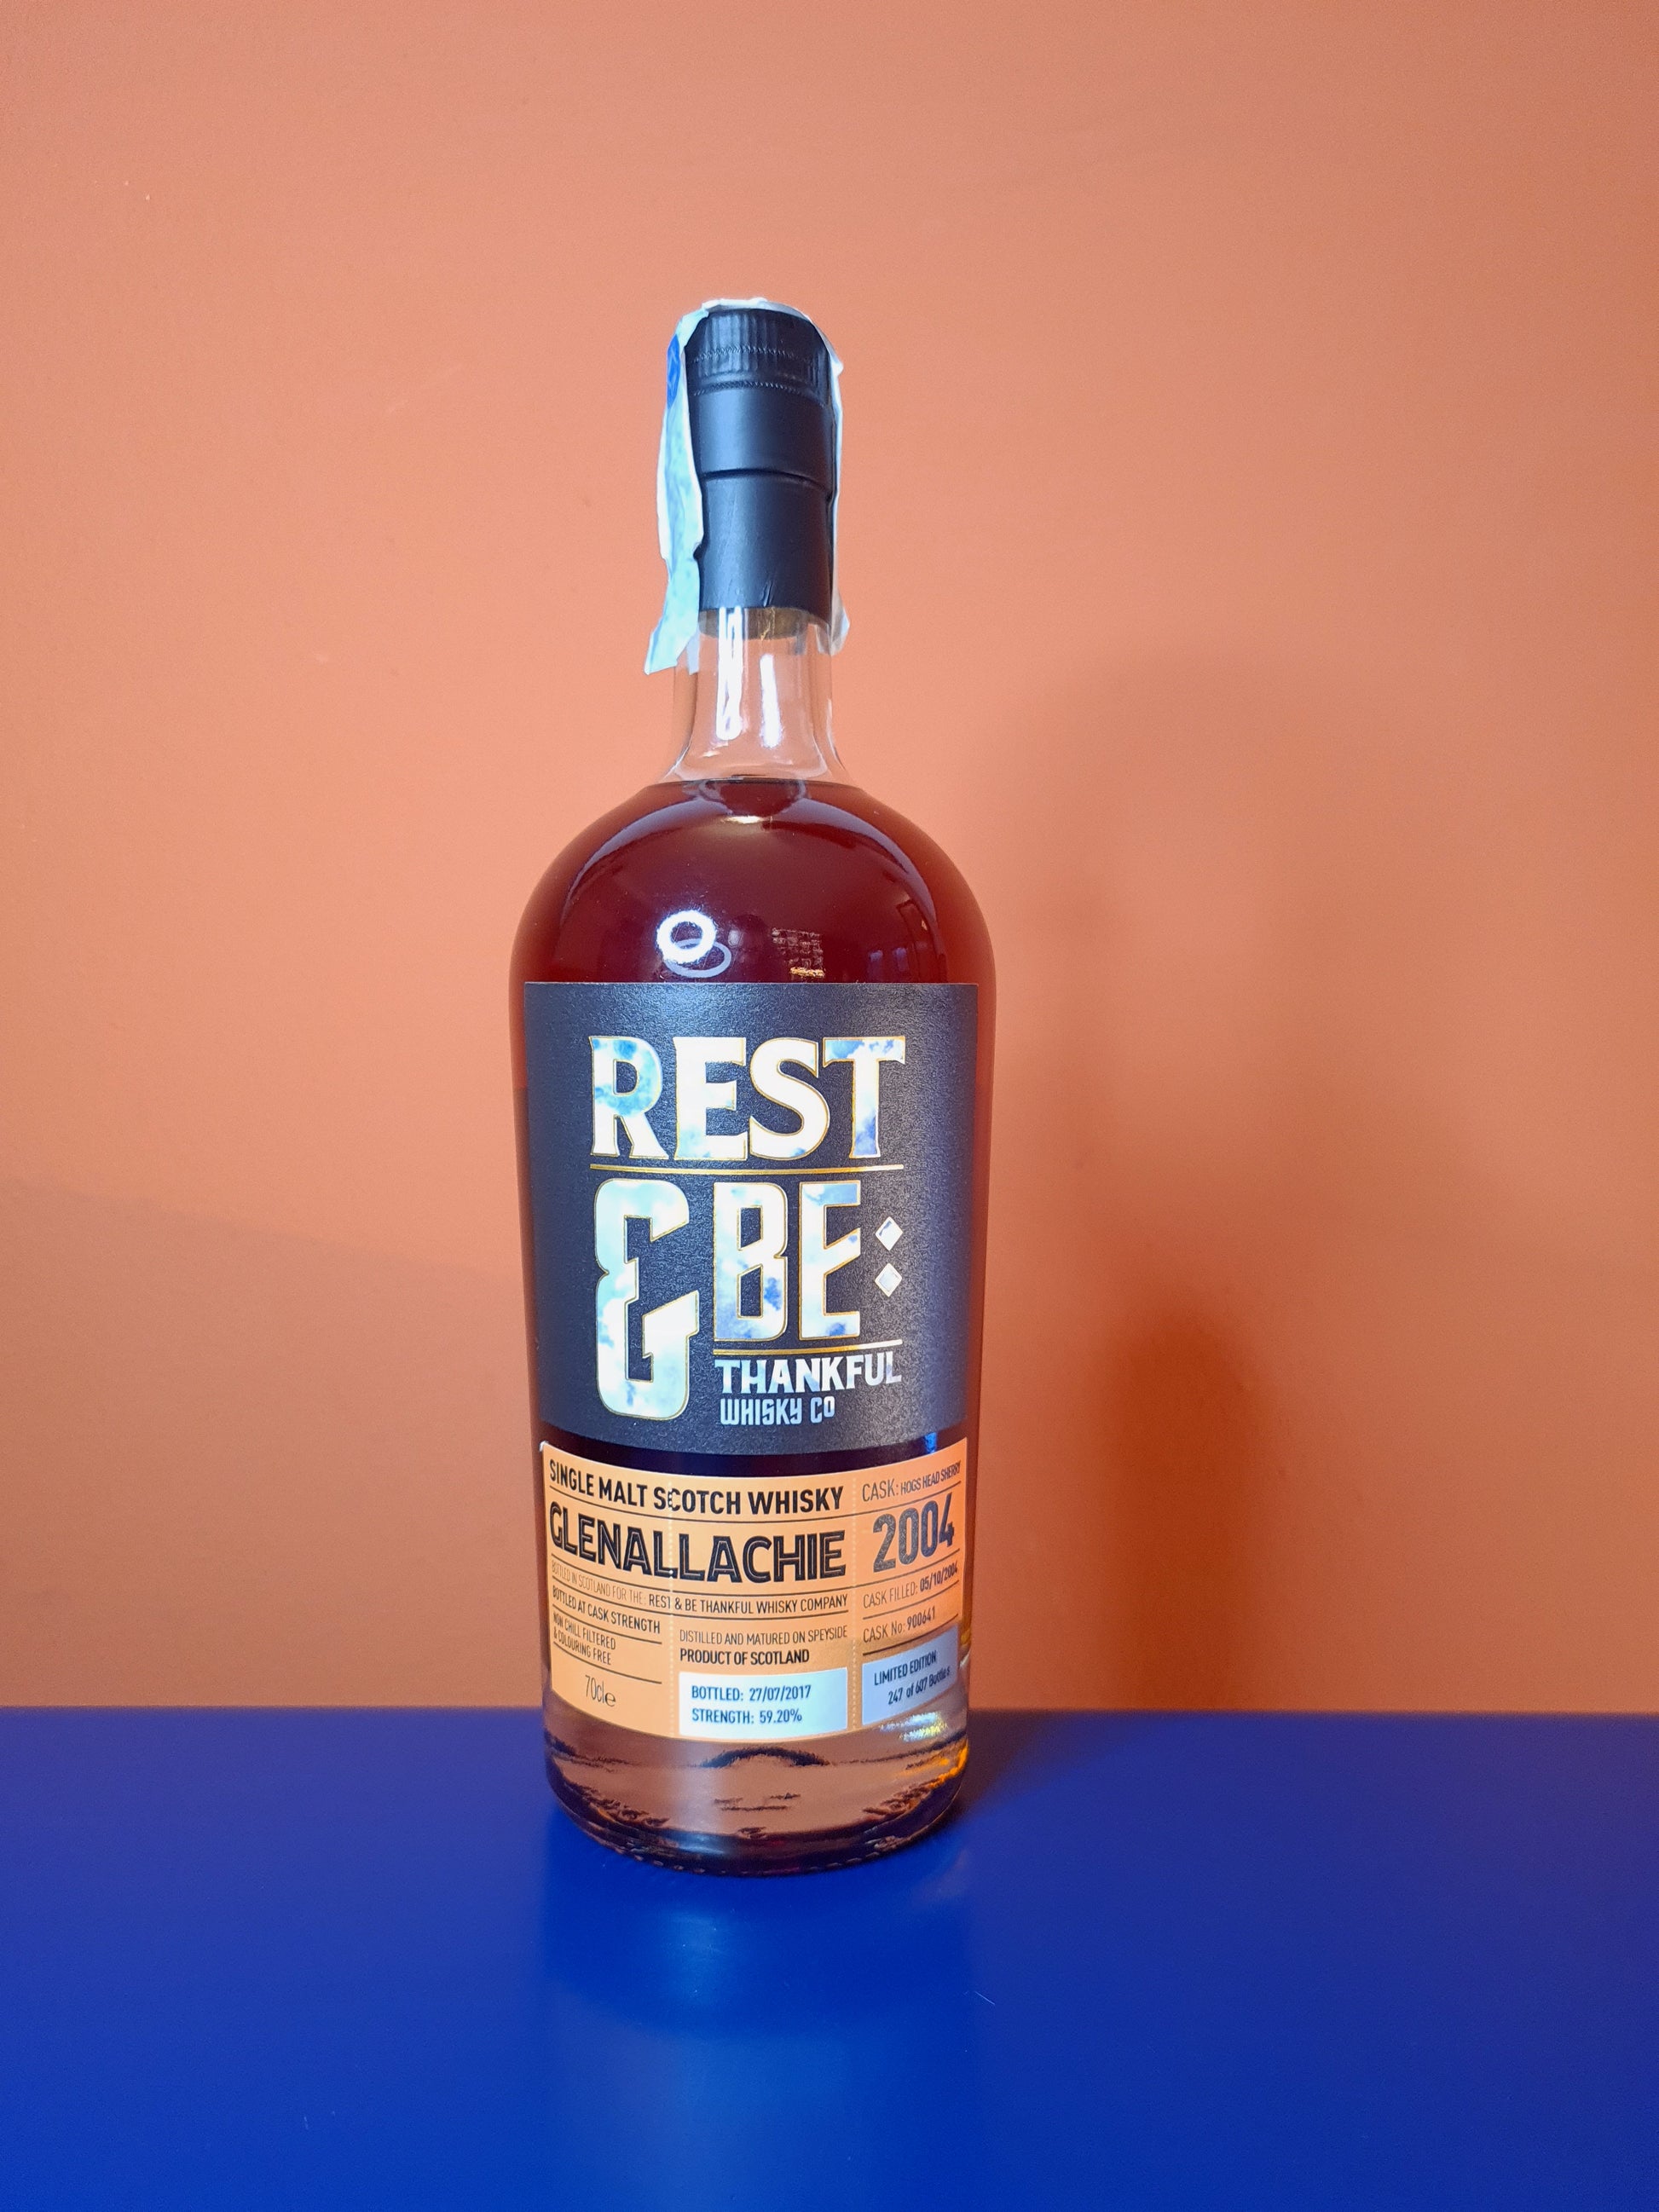 REST
& BE:
THANKFUL
WHISKY CO
SINGLE MALT SCOTCH WHISKY
GLENALLACHIE
BOTTLED IN SCOTLAND FOR THE: REST & BE THANKFUL WHISKY COMPANY
BOTTLED AT CASK STRENGTH
NON CHILL FILTERED
& COLOURING FREE
70cl e
DISTILLED AND MATURED ON SPEYSIDE
PRODUCT OF SCOTLAND
BOTTLED: 27/07/2017
STRENGTH: 59.20%
CASK: HOGS HEAD SHERRY
2004
CASK FILLED: 05/10/2004
CASK No: 900641
LIMITED EDITION
247 of 607 Bottles